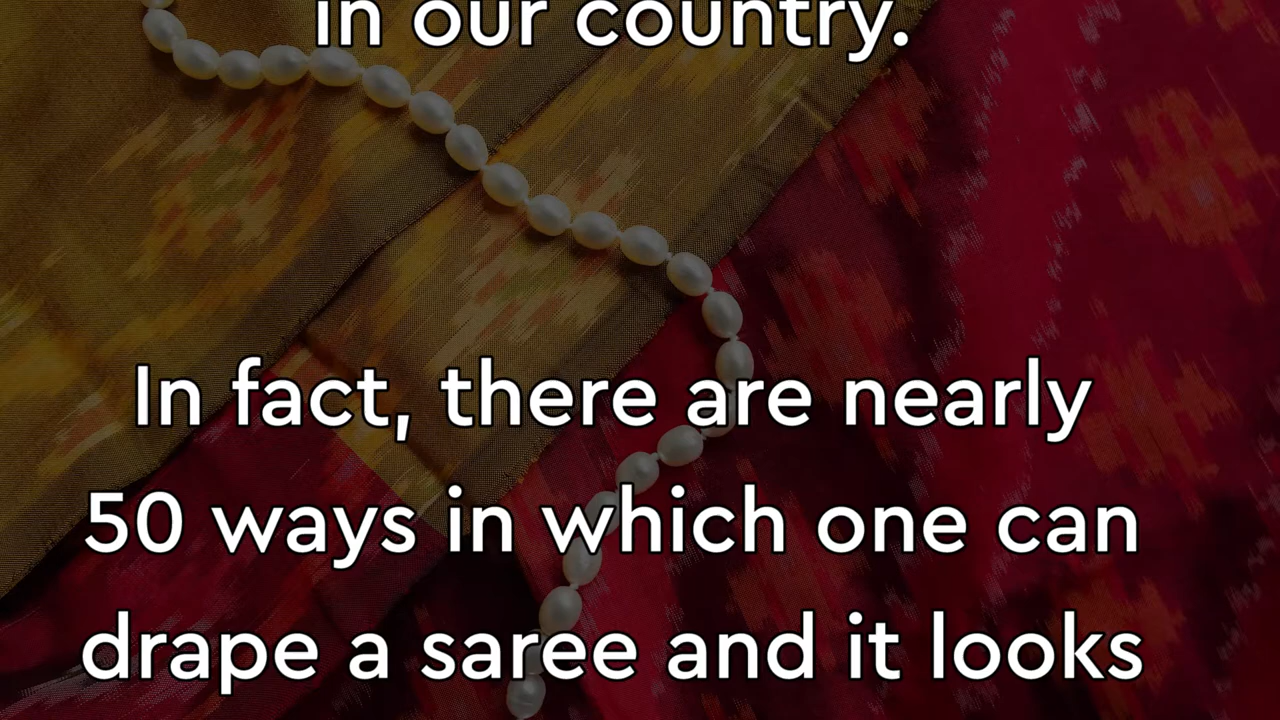 in our country.
In fact, there are nearly
50 ways in which one can
drape a saree and it looks